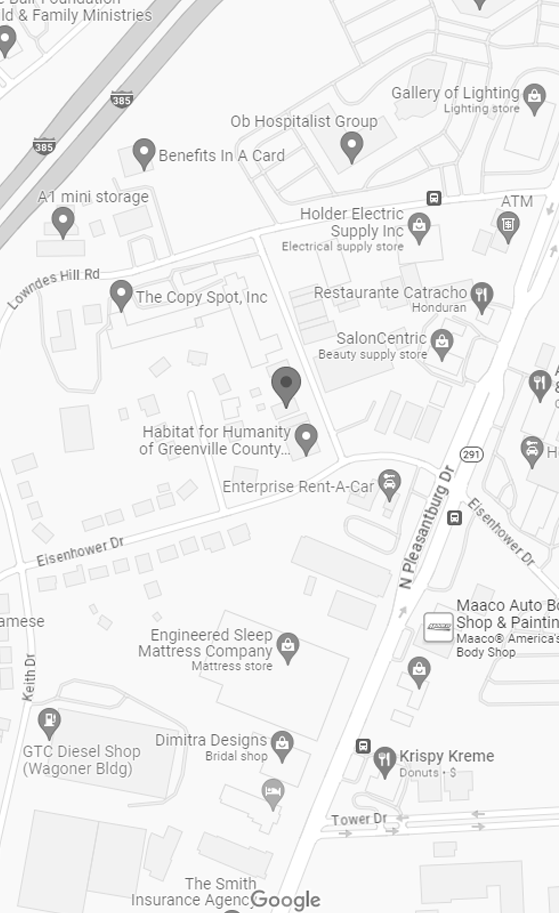 ld & Family Ministries
385
385
Gallery of Lighting
Lighting store
Ob Hospitalist Group
Benefits In A Card
A1 mini storage
ATM
Holder Electric
Supply Inc
Electrical supply store
Lowndes Hill Rd
The Copy Spot, Inc
Restaurante Catracho
Honduran
SalonCentric
Beauty supply store
Habitat for Humanity
of Greenville County...
291
Enterprise Rent-A-Car
N Pleasantburg Dr
Eisenhower Dr
Eisenhower Dr
amese
Maaco Auto Bo
Shop & Paintin
Maaco® America's
Body Shop
Engineered Sleep
Mattress Company
Mattress store
Keith Dr
GTC Diesel Shop
(Wagoner Bldg)
Dimitra Designs
Bridal shop
Krispy Kreme
Donuts · $
Tower Dr
The Smith
Insurance Agency
Google